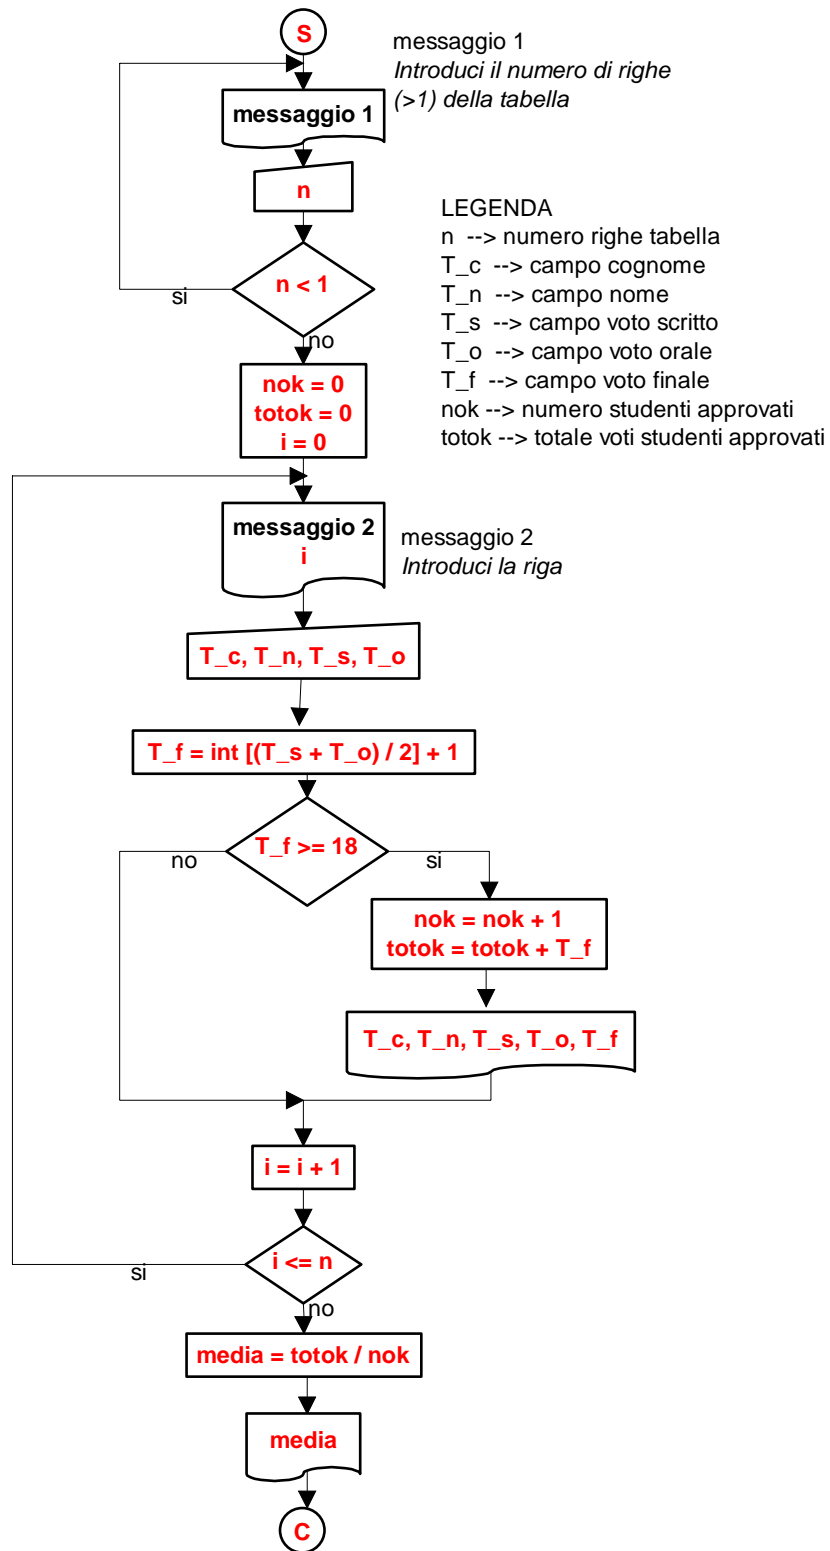 S
messaggio 1
Introduci il numero di righe
(>1) della tabella
messaggio 1
n
LEGENDA
n --> numero righe tabella
T_c --> campo cognome
T_n --> campo nome
T_s --> campo voto scritto
T_o --> campo voto orale
T_f --> campo voto finale
nok --> numero studenti approvati
totok --> totale voti studenti approvati
n < 1
si
no
nok = 0
totok = 0
i = 0
messaggio 2
i
messaggio 2
Introduci la riga
T_c, T_n, T_s, T_o
T_f = int [(T_s + T_o) / 2] + 1
T_f >= 18
no
si
nok = nok + 1
totok = totok + T_f
T_c, T_n, T_s, T_o, T_f
i = i + 1
i <= n
si
no
media = totok / nok
media
C